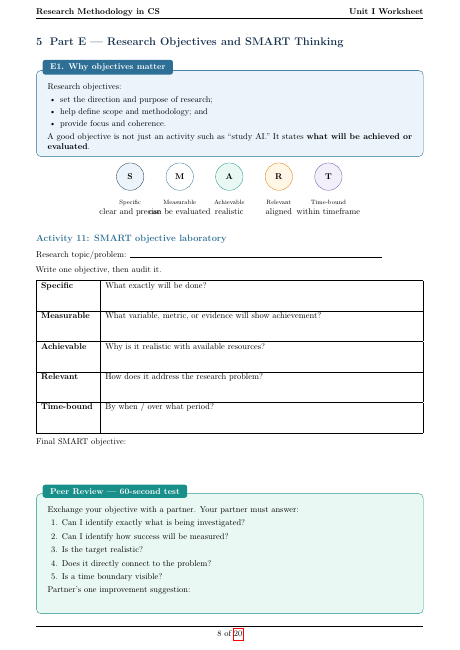 Research Methodology in CS Unit I Worksheet
5 Part E — Research Objectives and SMART Thinking
E1. Why objectives matter
Research objectives:
• set the direction and purpose of research;
• help define scope and methodology; and
• provide focus and coherence.
A good objective is not just an activity such as “study AI.” It states what will be achieved or
evaluated.
S M A R T
Specific Measurable Achievable Relevant Time-bound
clear and precise can be evaluated realistic aligned within timeframe
Activity 11: SMART objective laboratory
Research topic/problem:
Write one objective, then audit it.
Specific What exactly will be done?
Measurable What variable, metric, or evidence will show achievement?
Achievable Why is it realistic with available resources?
Relevant How does it address the research problem?
Time-bound By when / over what period?
Final SMART objective:
Peer Review — 60-second test
Exchange your objective with a partner. Your partner must answer:
1. Can I identify exactly what is being investigated?
2. Can I identify how success will be measured?
3. Is the target realistic?
4. Does it directly connect to the problem?
5. Is a time boundary visible?
Partner's one improvement suggestion:
8 of 20